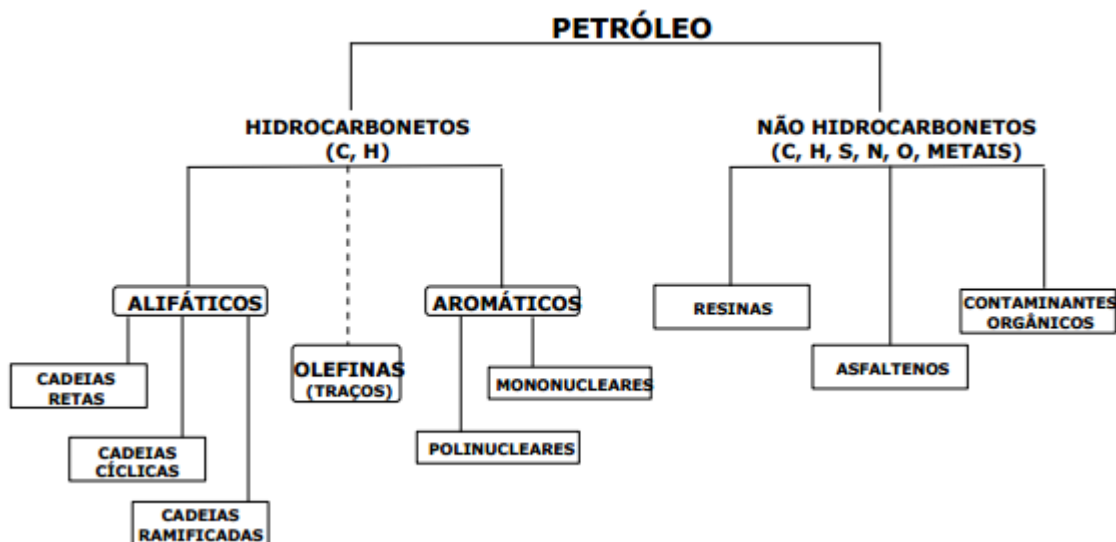 PETRÓLEO
HIDROCARBONETOS
(C, H)
NÃO HIDROCARBONETOS
(C, H, S, N, O, METAIS)
ALIFÁTICOS
AROMÁTICOS
RESINAS
CONTAMINANTES
ORGÂNICOS
OLEFINAS
(TRAÇOS)
ASFALTENOS
CADEIAS
RETAS
MONONUCLEARES
POLINUCLEARES
CADEIAS
CÍCLICAS
CADEIAS
RAMIFICADAS